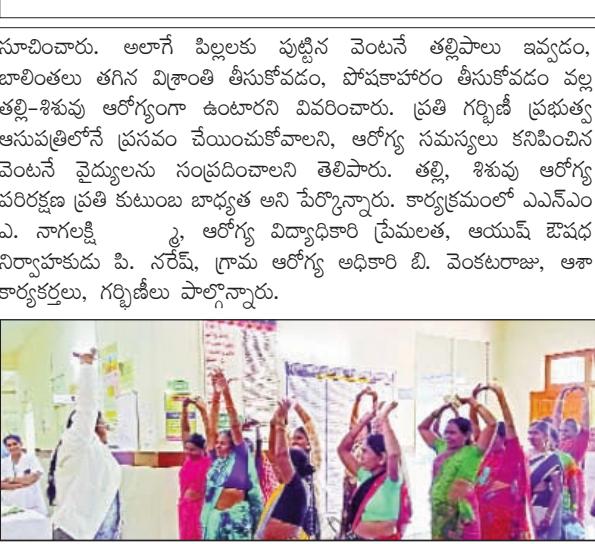 సూచించారు. అలాగే పిల్లలకు పుట్టిన వెంటనే తల్లిపాలు ఇవ్వడం,
బాలింతలు తగిన విశ్రాంతి తీసుకోవడం, పోషకాహారం తీసుకోవడం వల్ల
తల్లి-శిశువు ఆరోగ్యంగా ఉంటారని వివరించారు. ప్రతి గర్భిణీ ప్రభుత్వ
ఆసుపత్రిలోనే ప్రసవం చేయించుకోవాలని, ఆరోగ్య సమస్యలు కనిపించిన
వెంటనే వైద్యులను సంప్రదించాలని తెలిపారు. తల్లి, శిశువు ఆరోగ్య
పరిరక్షణ ప్రతి కుటుంబ బాధ్యత అని పేర్కొన్నారు. కార్యక్రమంలో ఎఎన్ఎం
ఎ. నాగలక్షి ్మ, ఆరోగ్య విద్యాధికారి ప్రేమలత, ఆయుష్ ఔషధ
నిర్వాహకుడు పి. నరేష్, గ్రామ ఆరోగ్య అధికారి బి. వెంకటరాజు, ఆశా
కార్యకర్తలు, గర్భిణీలు పాల్గొన్నారు.